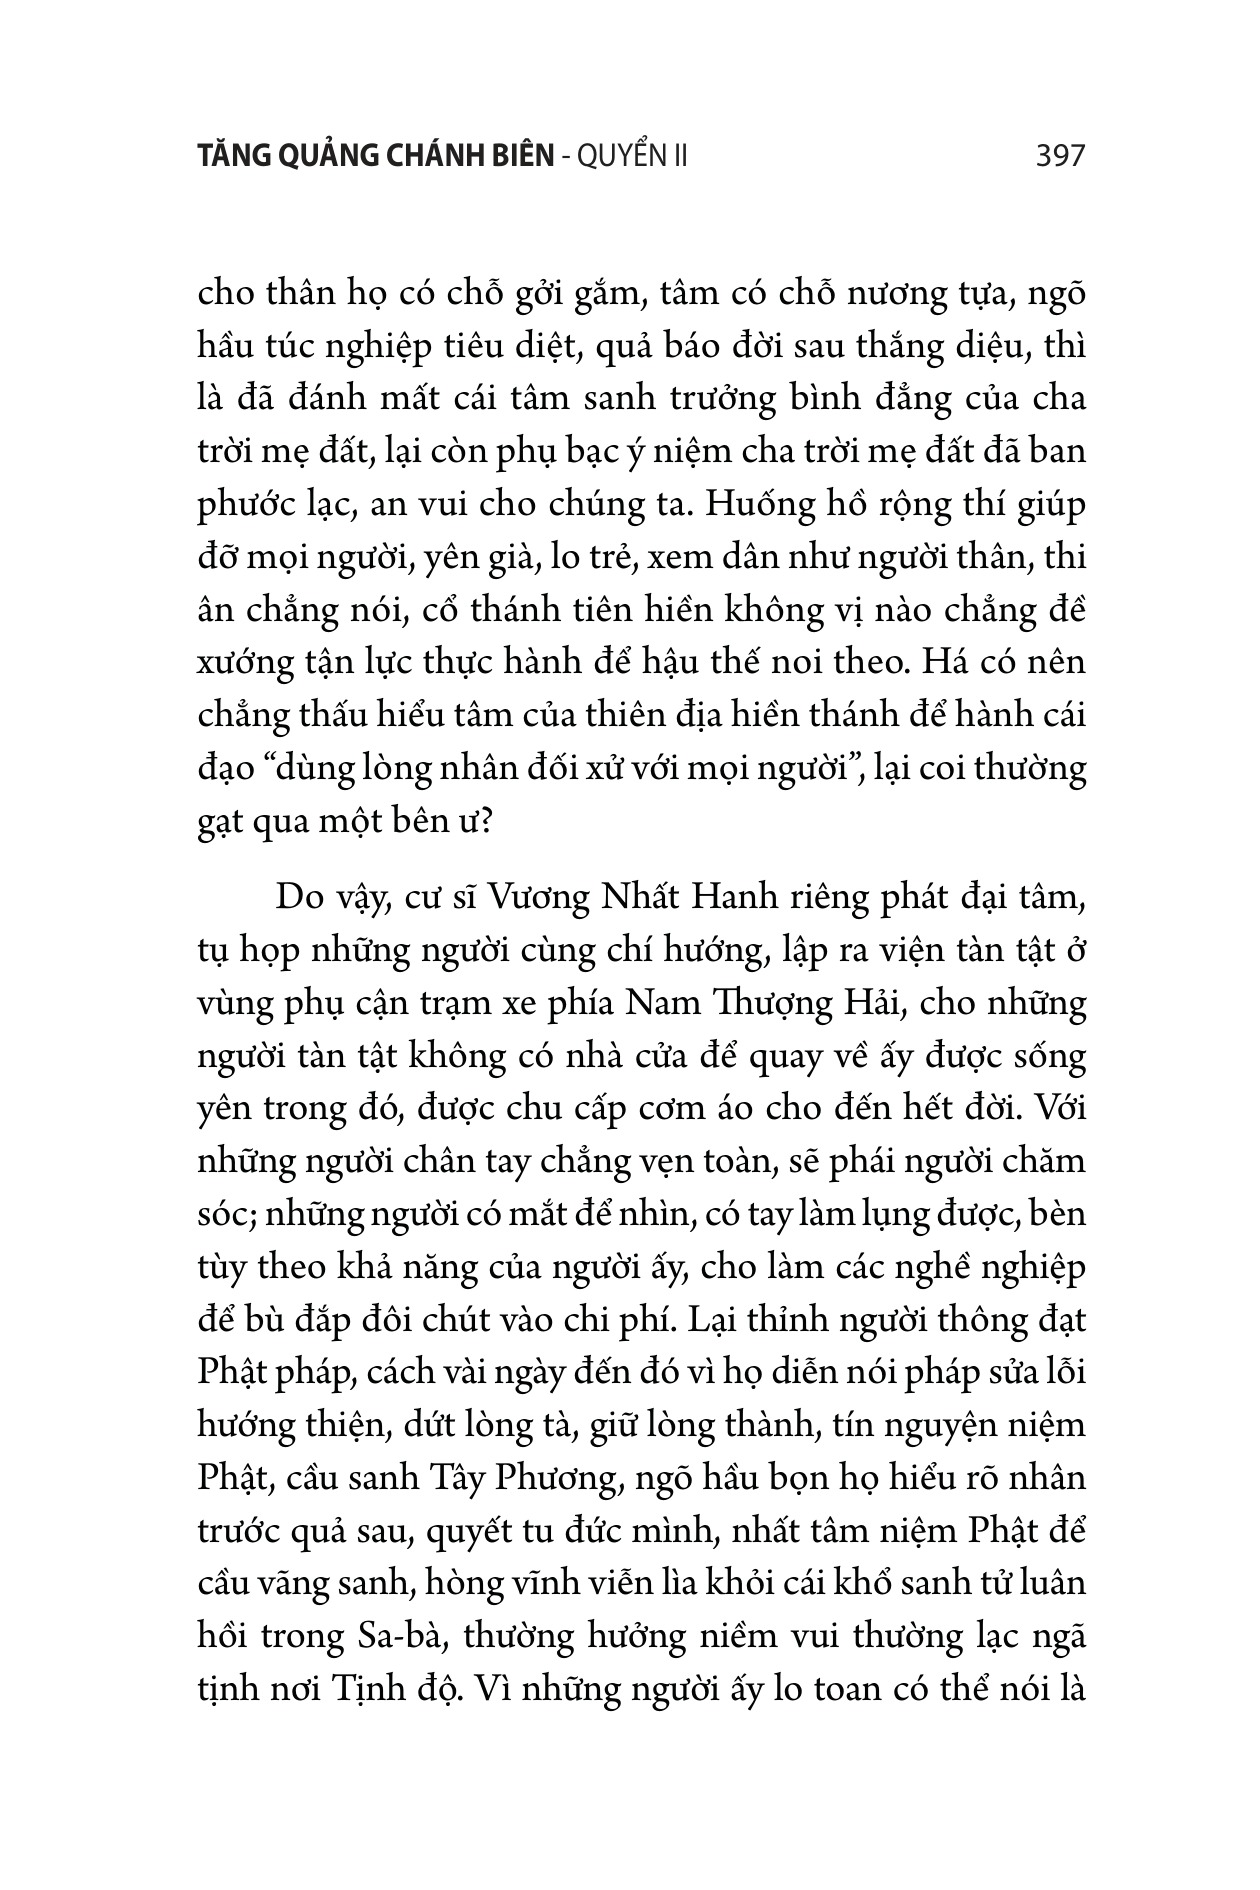 TĂNG QUẢNG CHÁNH BIÊN - QUYỂN II 397
cho thân họ có chỗ gởi gắm, tâm có chỗ nương tựa, ngõ
hầu túc nghiệp tiêu diệt, quả báo đời sau thắng diệu, thì
là đã đánh mất cái tâm sanh trưởng bình đẳng của cha
trời mẹ đất, lại còn phụ bạc ý niệm cha trời mẹ đất đã ban
phước lạc, an vui cho chúng ta. Huống hồ rộng thí giúp
đỡ mọi người, yên già, lo trẻ, xem dân như người thân, thi
ân chẳng nói, cổ thánh tiên hiền không vị nào chẳng đề
xướng tận lực thực hành để hậu thế noi theo. Há có nên
chẳng thấu hiểu tâm của thiên địa hiền thánh để hành cái
đạo “dùng lòng nhân đối xử với mọi người”, lại coi thường
gạt qua một bên ư?
Do vậy, cư sĩ Vương Nhất Hanh riêng phát đại tâm,
tụ họp những người cùng chí hướng, lập ra viện tàn tật ở
vùng phụ cận trạm xe phía Nam Thượng Hải, cho những
người tàn tật không có nhà cửa để quay về ấy được sống
yên trong đó, được chu cấp cơm áo cho đến hết đời. Với
những người chân tay chẳng vẹn toàn, sẽ phái người chăm
sóc; những người có mắt để nhìn, có tay làm lụng được, bèn
tùy theo khả năng của người ấy, cho làm các nghề nghiệp
để bù đắp đôi chút vào chi phí. Lại thỉnh người thông đạt
Phật pháp, cách vài ngày đến đó vì họ diễn nói pháp sửa lỗi
hướng thiện, dứt lòng tà, giữ lòng thành, tín nguyện niệm
Phật, cầu sanh Tây Phương, ngõ hầu bọn họ hiểu rõ nhân
trước quả sau, quyết tu đức mình, nhất tâm niệm Phật để
cầu vãng sanh, hòng vĩnh viễn lìa khỏi cái khổ sanh tử luân
hồi trong Sa-bà, thường hưởng niềm vui thường lạc ngã
tịnh nơi Tịnh độ. Vì những người ấy lo toan có thể nói là